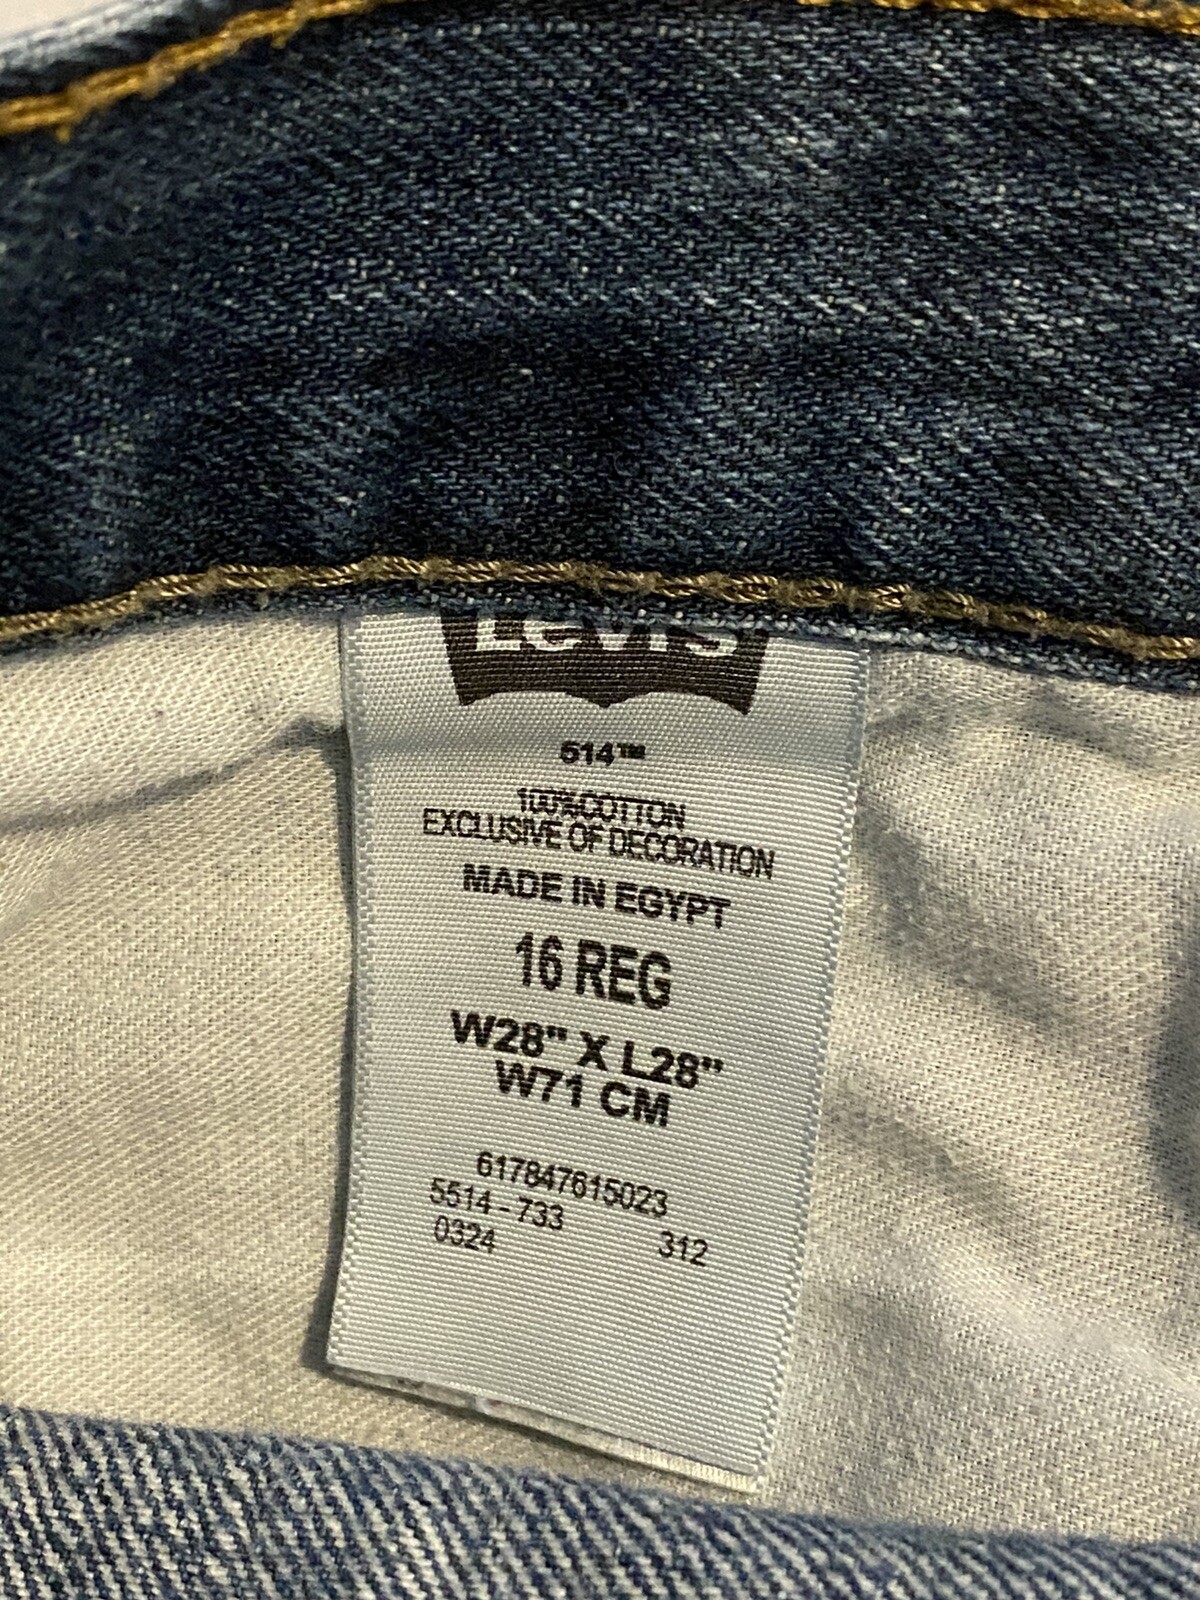 Levi's
514™
100%COTTON
EXCLUSIVE OF DECORATION
MADE IN EGYPT
16 REG
W28" X L28"
W71 CM
617847615023
5514 - 733
0324 312